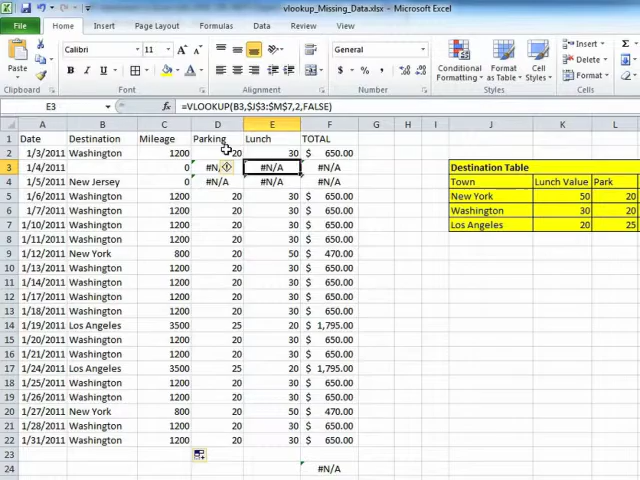 vlookup_Missing_Data.xlsx - Microsoft Excel
File Home Insert Page Layout Formulas Data Review View
Paste Calibri 11 A A General Conditional Formatting Format as Table Cell Styles Insert Delete Format
B I U $ % ,
Clipboard Font Alignment Number Styles Cells
E3 fx =VLOOKUP(B3,$J$3:$M$7,2,FALSE)
A B C D E F G H I J K L
1 Date Destination Mileage Parking Lunch TOTAL
2 1/3/2011 Washington 1200 20 30 $ 650.00
3 1/4/2011 0 #N, #N/A #N/A Destination Table
4 1/5/2011 New Jersey 0 #N/A #N/A #N/A Town Lunch Value Park
5 1/6/2011 Washington 1200 20 30 $ 650.00 New York 50 20
6 1/7/2011 Washington 1200 20 30 $ 650.00 Washington 30 20
7 1/10/2011 Washington 1200 20 30 $ 650.00 Los Angeles 20 25
8 1/11/2011 Washington 1200 20 30 $ 650.00
9 1/12/2011 New York 800 20 50 $ 470.00
10 1/13/2011 Washington 1200 20 30 $ 650.00
11 1/14/2011 Washington 1200 20 30 $ 650.00
12 1/17/2011 Washington 1200 20 30 $ 650.00
13 1/18/2011 Washington 1200 20 30 $ 650.00
14 1/19/2011 Los Angeles 3500 25 20 $ 1,795.00
15 1/20/2011 Washington 1200 20 30 $ 650.00
16 1/21/2011 Washington 1200 20 30 $ 650.00
17 1/24/2011 Los Angeles 3500 25 20 $ 1,795.00
18 1/25/2011 Washington 1200 20 30 $ 650.00
19 1/26/2011 Washington 1200 20 30 $ 650.00
20 1/27/2011 New York 800 20 50 $ 470.00
21 1/28/2011 Washington 1200 20 30 $ 650.00
22 1/31/2011 Washington 1200 20 30 $ 650.00
23
24 #N/A